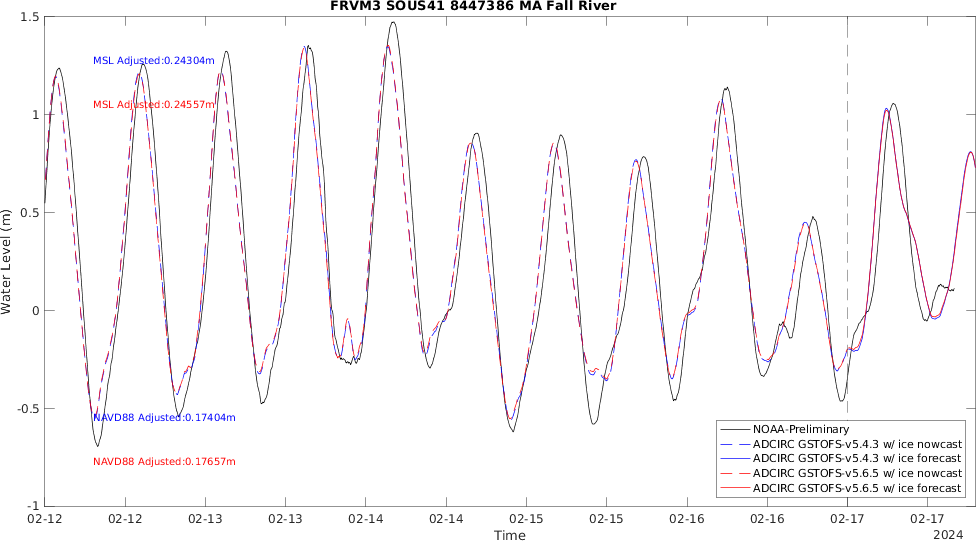 FRVM3 SOUS41 8447386 MA Fall River
1.5
1
0.5
0
-0.5
-1
Water Level (m)
MSL Adjusted:0.24304m
MSL Adjusted:0.24557m
NAVD88 Adjusted:0.17404m
NAVD88 Adjusted:0.17657m
NOAA-Preliminary
ADCIRC GSTOFS-v5.4.3 w/ ice nowcast
ADCIRC GSTOFS-v5.4.3 w/ ice forecast
ADCIRC GSTOFS-v5.6.5 w/ ice nowcast
ADCIRC GSTOFS-v5.6.5 w/ ice forecast
02-12 02-12 02-13 02-13 02-14 02-14 02-15 02-15 02-16 02-16 02-17 02-17
Time
2024